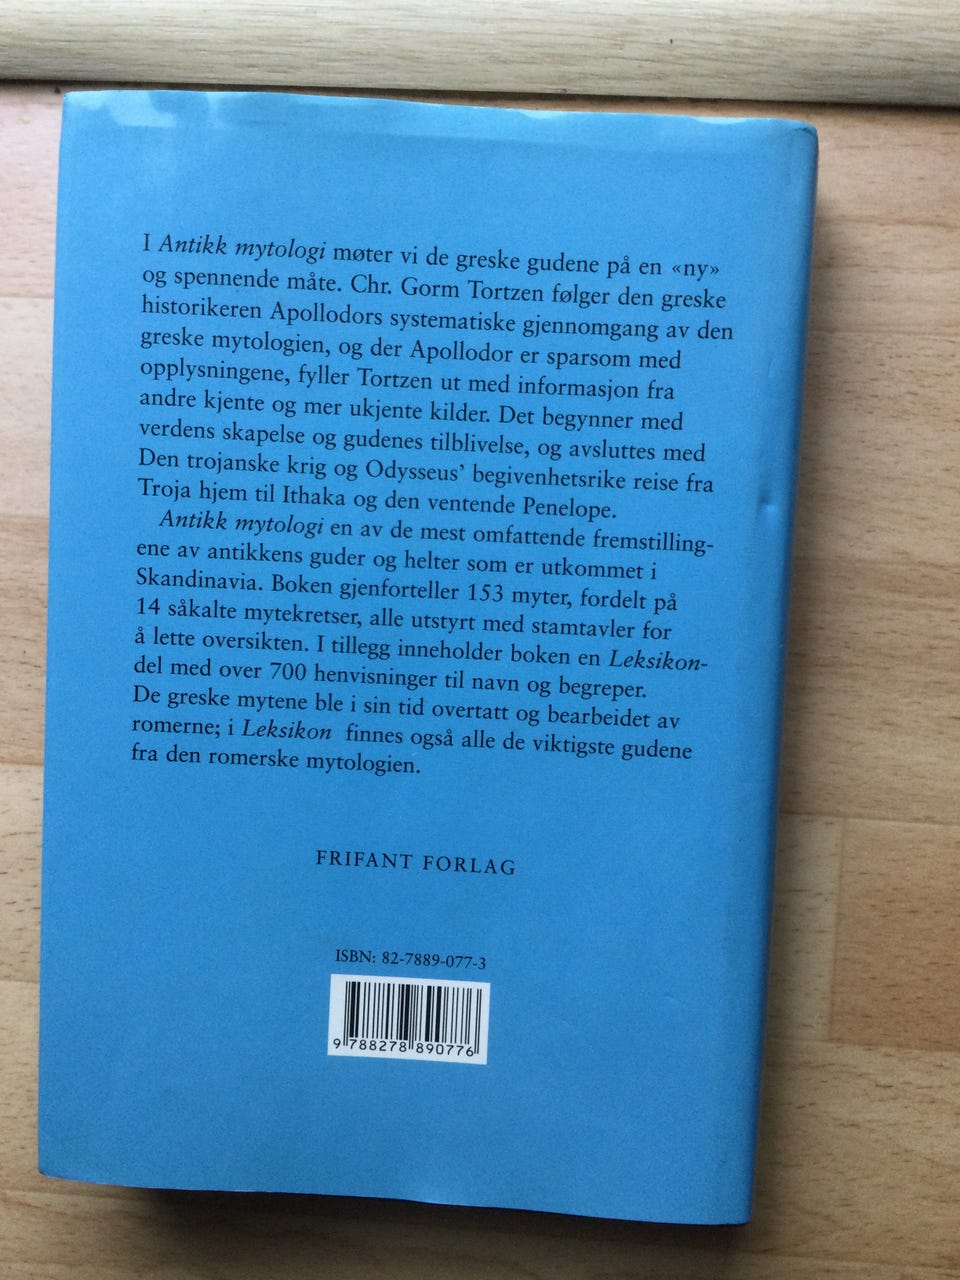 I Antikk mytologi møter vi de greske gudene på en «ny»
og spennende måte. Chr. Gorm Tortzen følger den greske
historikeren Apollodors systematiske gjennomgang av den
greske mytologien, og der Apollodor er sparsom med
opplysningene, fyller Tortzen ut med informasjon fra
andre kjente og mer ukjente kilder. Det begynner med
verdens skapelse og gudenes tilblivelse, og avsluttes med
Den trojanske krig og Odysseus’ begivenhetsrike reise fra
Troja hjem til Ithaka og den ventende Penelope.
Antikk mytologi en av de mest omfattende fremstilling-
ene av antikkens guder og helter som er utkommet i
Skandinavia. Boken gjenforteller 153 myter, fordelt på
14 såkalte mytekretser, alle utstyrt med stamtavler for
å lette oversikten. I tillegg inneholder boken en Leksikon-
del med over 700 henvisninger til navn og begreper.
De greske mytene ble i sin tid overtatt og bearbeidet av
romerne; i Leksikon finnes også alle de viktigste gudene
fra den romerske mytologien.
FRIFANT FORLAG
ISBN: 82-7889-077-3
9 788278 890776